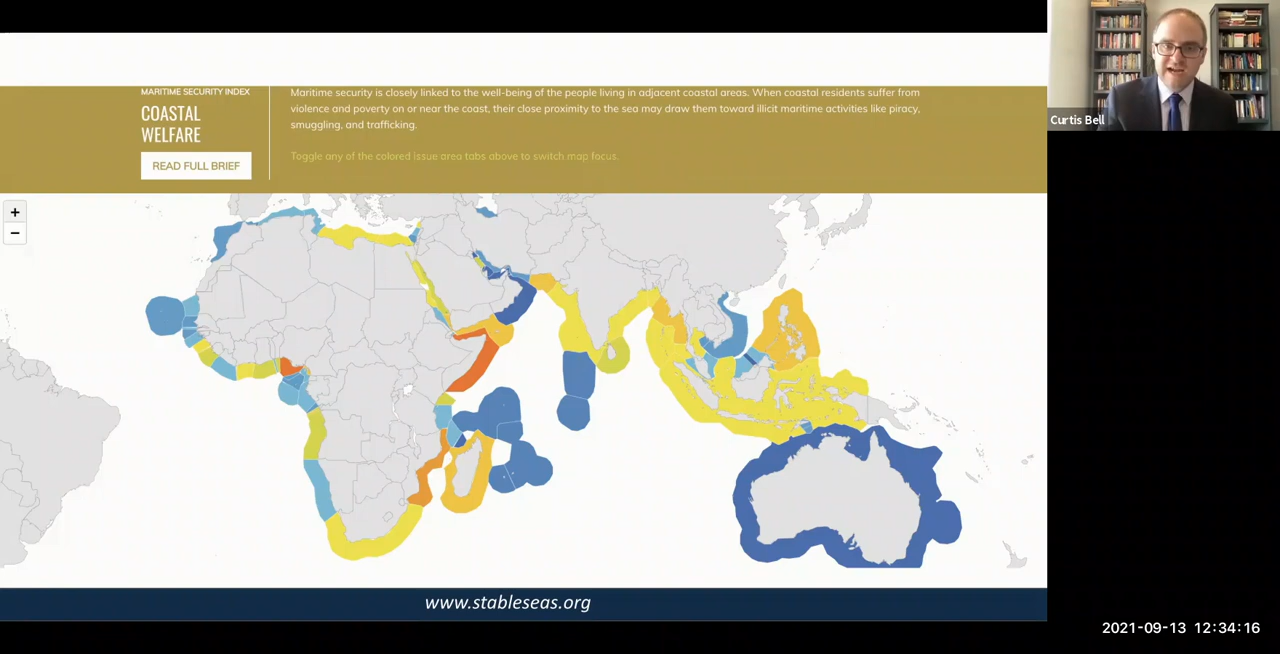 MARITIME SECURITY INDEX
COASTAL
WELFARE
READ FULL BRIEF
Maritime security is closely linked to the well-being of the people living in adjacent coastal areas. When coastal residents suffer from
violence and poverty on or near the coast, their close proximity to the sea may draw them toward illicit maritime activities like piracy,
smuggling, and trafficking.
Toggle any of the colored issue area tabs above to switch map focus.
+
−
www.stableseas.org
Curtis Bell
2021-09-13 12:34:16